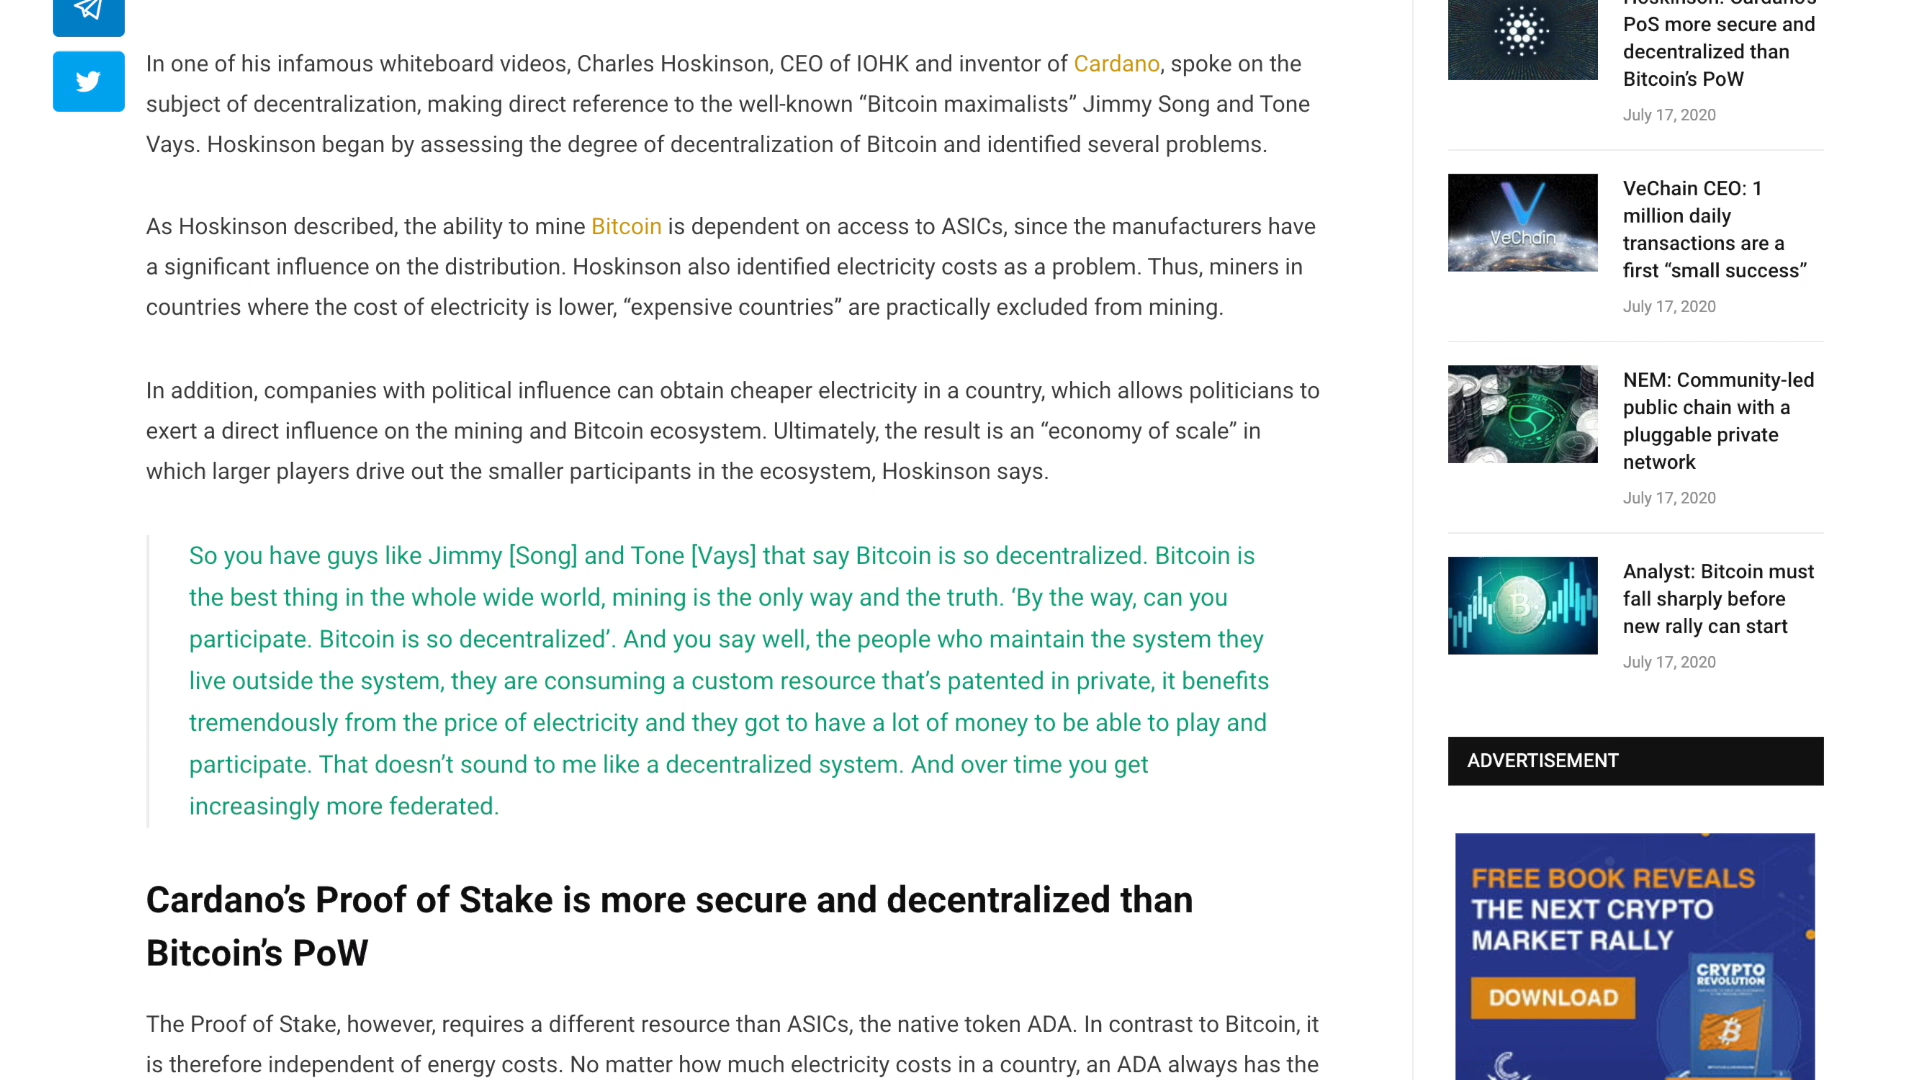 In one of his infamous whiteboard videos, Charles Hoskinson, CEO of IOHK and inventor of Cardano, spoke on the
subject of decentralization, making direct reference to the well-known “Bitcoin maximalists” Jimmy Song and Tone
Vays. Hoskinson began by assessing the degree of decentralization of Bitcoin and identified several problems.
As Hoskinson described, the ability to mine Bitcoin is dependent on access to ASICs, since the manufacturers have
a significant influence on the distribution. Hoskinson also identified electricity costs as a problem. Thus, miners in
countries where the cost of electricity is lower, “expensive countries” are practically excluded from mining.
In addition, companies with political influence can obtain cheaper electricity in a country, which allows politicians to
exert a direct influence on the mining and Bitcoin ecosystem. Ultimately, the result is an “economy of scale” in
which larger players drive out the smaller participants in the ecosystem, Hoskinson says.
So you have guys like Jimmy [Song] and Tone [Vays] that say Bitcoin is so decentralized. Bitcoin is
the best thing in the whole wide world, mining is the only way and the truth. ‘By the way, can you
participate. Bitcoin is so decentralized’. And you say well, the people who maintain the system they
live outside the system, they are consuming a custom resource that’s patented in private, it benefits
tremendously from the price of electricity and they got to have a lot of money to be able to play and
participate. That doesn’t sound to me like a decentralized system. And over time you get
increasingly more federated.
Cardano’s Proof of Stake is more secure and decentralized than
Bitcoin’s PoW
The Proof of Stake, however, requires a different resource than ASICs, the native token ADA. In contrast to Bitcoin, it
is therefore independent of energy costs. No matter how much electricity costs in a country, an ADA always has the
Hoskinson: Cardano’s
PoS more secure and
decentralized than
Bitcoin’s PoW
July 17, 2020
VeChain
VeChain CEO: 1
million daily
transactions are a
first “small success”
July 17, 2020
NEM: Community-led
public chain with a
pluggable private
network
July 17, 2020
Analyst: Bitcoin must
fall sharply before
new rally can start
July 17, 2020
ADVERTISEMENT
FREE BOOK REVEALS
THE NEXT CRYPTO
MARKET RALLY
DOWNLOAD
CRYPTO
REVOLUTION